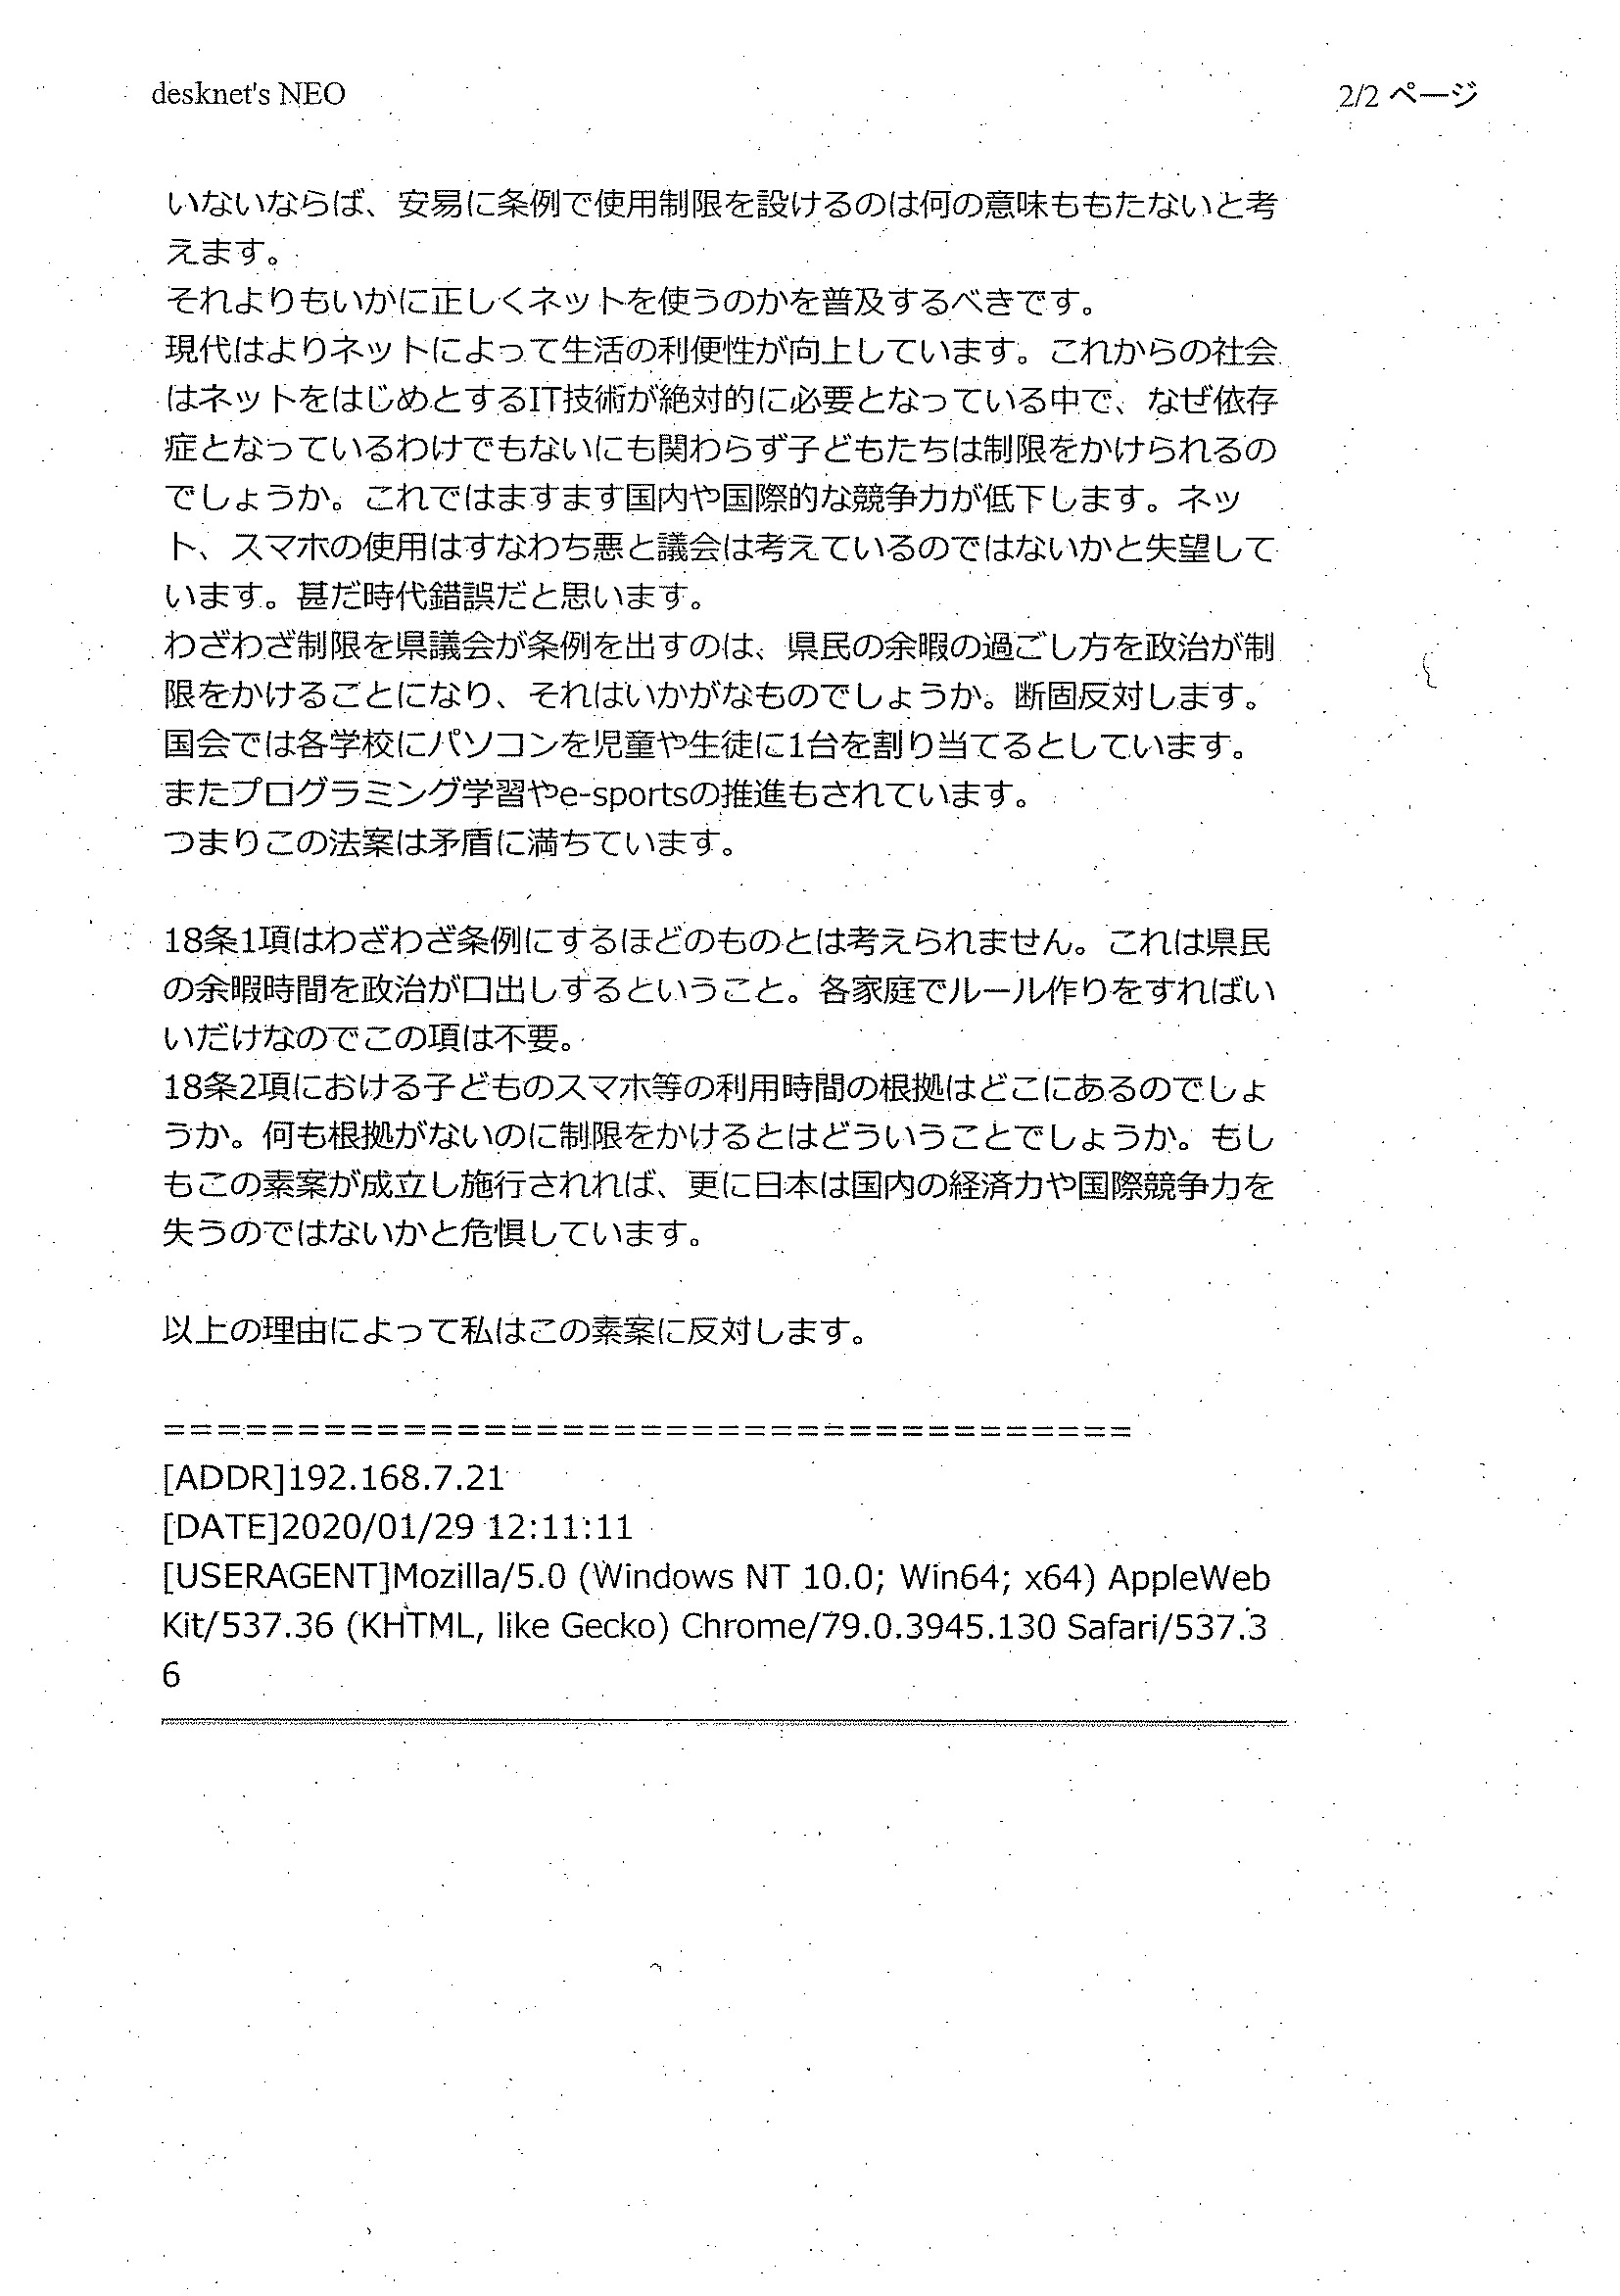 desknet's NEO
2/2 ページ
いないならば、安易に条例で使用制限を設けるのは何の意味ももたないと考
えます。
それよりもいかに正しくネットを使うのかを普及するべきです。
現代はよりネットによって生活の利便性が向上しています。これからの社会
はネットをはじめとするIT技術が絶対的に必要となっている中で、なぜ依存
症となっているわけでもないにも関わらず子どもたちは制限をかけられるの
でしょうか。これではますます国内や国際的な競争力が低下します。ネッ
ト、スマホの使用はすなわち悪と議会は考えているのではないかと失望して
います。甚だ時代錯誤だと思います。
わざわざ制限を県議会が条例を出すのは、県民の余暇の過ごし方を政治が制
限をかけることになり、それはいかがなものでしょうか。断固反対します。
国会では各学校にパソコンを児童や生徒に1台を割り当てるとしています。
またプログラミング学習やe-sportsの推進もされています。
つまりこの法案は矛盾に満ちています。
18条1項はわざわざ条例にするほどのものとは考えられません。これは県民
の余暇時間を政治が口出しするということ。各家庭でルール作りをすればい
いだけなのでこの項は不要。
18条2項における子どものスマホ等の利用時間の根拠はどこにあるのでしょ
うか。何も根拠がないのに制限をかけるとはどういうことでしょうか。もし
もこの素案が成立し施行されれば、更に日本は国内の経済力や国際競争力を
失うのではないかと危惧しています。
以上の理由によって私はこの素案に反対します。
=====================================
[ADDR]192.168.7.21
[DATE]2020/01/29 12:11:11
[USERAGENT]Mozilla/5.0 (Windows NT 10.0; Win64; x64) AppleWeb
Kit/537.36 (KHTML, like Gecko) Chrome/79.0.3945.130 Safari/537.3
6